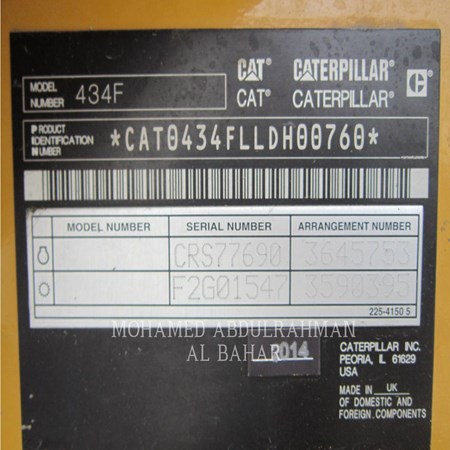 MODEL NUMBER 434F
CAT CATERPILLAR C
CAT® CATERPILLAR®
PRODUCT IDENTIFICATION NUMBER *CAT0434FLLDH00760*
MODEL NUMBER SERIAL NUMBER ARRANGEMENT NUMBER
CRS77690 3645753
F2G01547 3590395
225-4150 5
MOHAMED ABDULRAHMAN
AL BAHAR
2014
CATERPILLAR INC.
PEORIA, IL 61629
USA
MADE IN UK
OF DOMESTIC AND
FOREIGN COMPONENTS